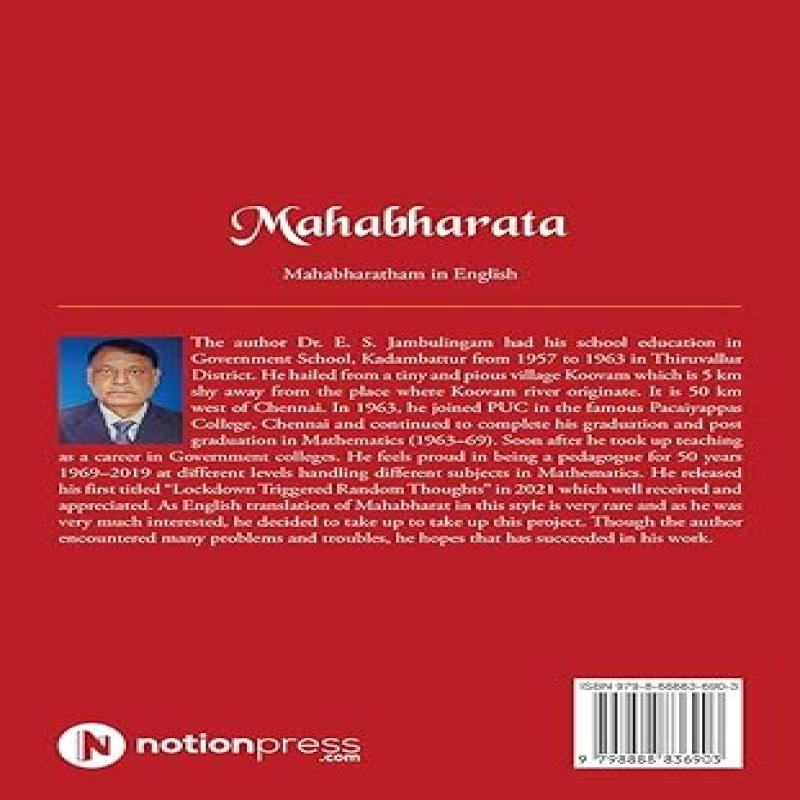 Mahabharata
Mahabharatham in English
The author Dr. E. S. Jambulingam had his school education in
Government School, Kadambattur from 1957 to 1963 in Thiruvallur
District. He hailed from a tiny and pious village Koovam which is 5 km
shy away from the place where Koovam river originate. It is 50 km
west of Chennai. In 1963, he joined PUC in the famous Pacaiyappas
College, Chennai and continued to complete his graduation and post
graduation in Mathematics (1963–69). Soon after he took up teaching
as a career in Government colleges. He feels proud in being a pedagogue for 50 years
1969–2019 at different levels handling different subjects in Mathematics. He released
his first titled “Lockdown Triggered Random Thoughts” in 2021 which well received and
appreciated. As English translation of Mahabharat in this style is very rare and as he was
very much interested, he decided to take up to take up this project. Though the author
encountered many problems and troubles, he hopes that has succeeded in his work.
ISBN 979-8-88883-690-3
9 798888 836903
N notionpress
.com